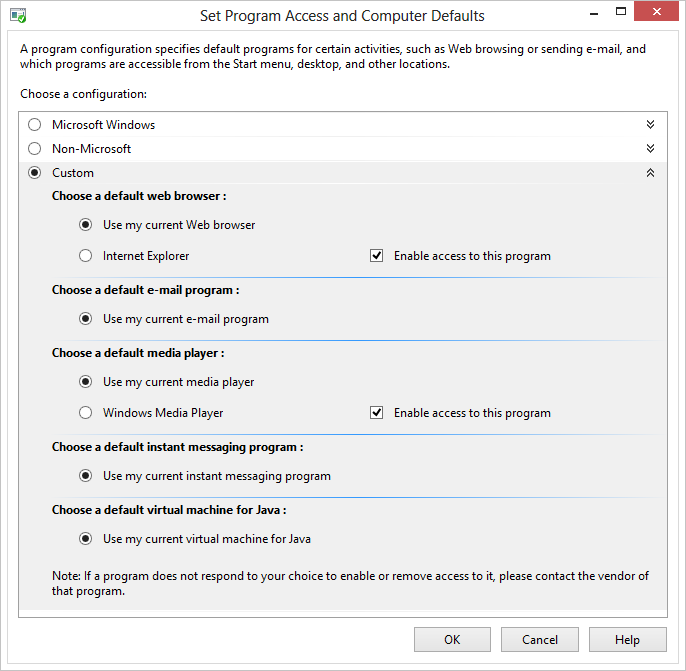 Set Program Access and Computer Defaults
A program configuration specifies default programs for certain activities, such as Web browsing or sending e-mail, and
which programs are accessible from the Start menu, desktop, and other locations.
Choose a configuration:
Microsoft Windows
Non-Microsoft
Custom
Choose a default web browser :
Use my current Web browser
Internet Explorer Enable access to this program
Choose a default e-mail program :
Use my current e-mail program
Choose a default media player :
Use my current media player
Windows Media Player Enable access to this program
Choose a default instant messaging program :
Use my current instant messaging program
Choose a default virtual machine for Java :
Use my current virtual machine for Java
Note: If a program does not respond to your choice to enable or remove access to it, please contact the vendor of
that program.
OK Cancel Help